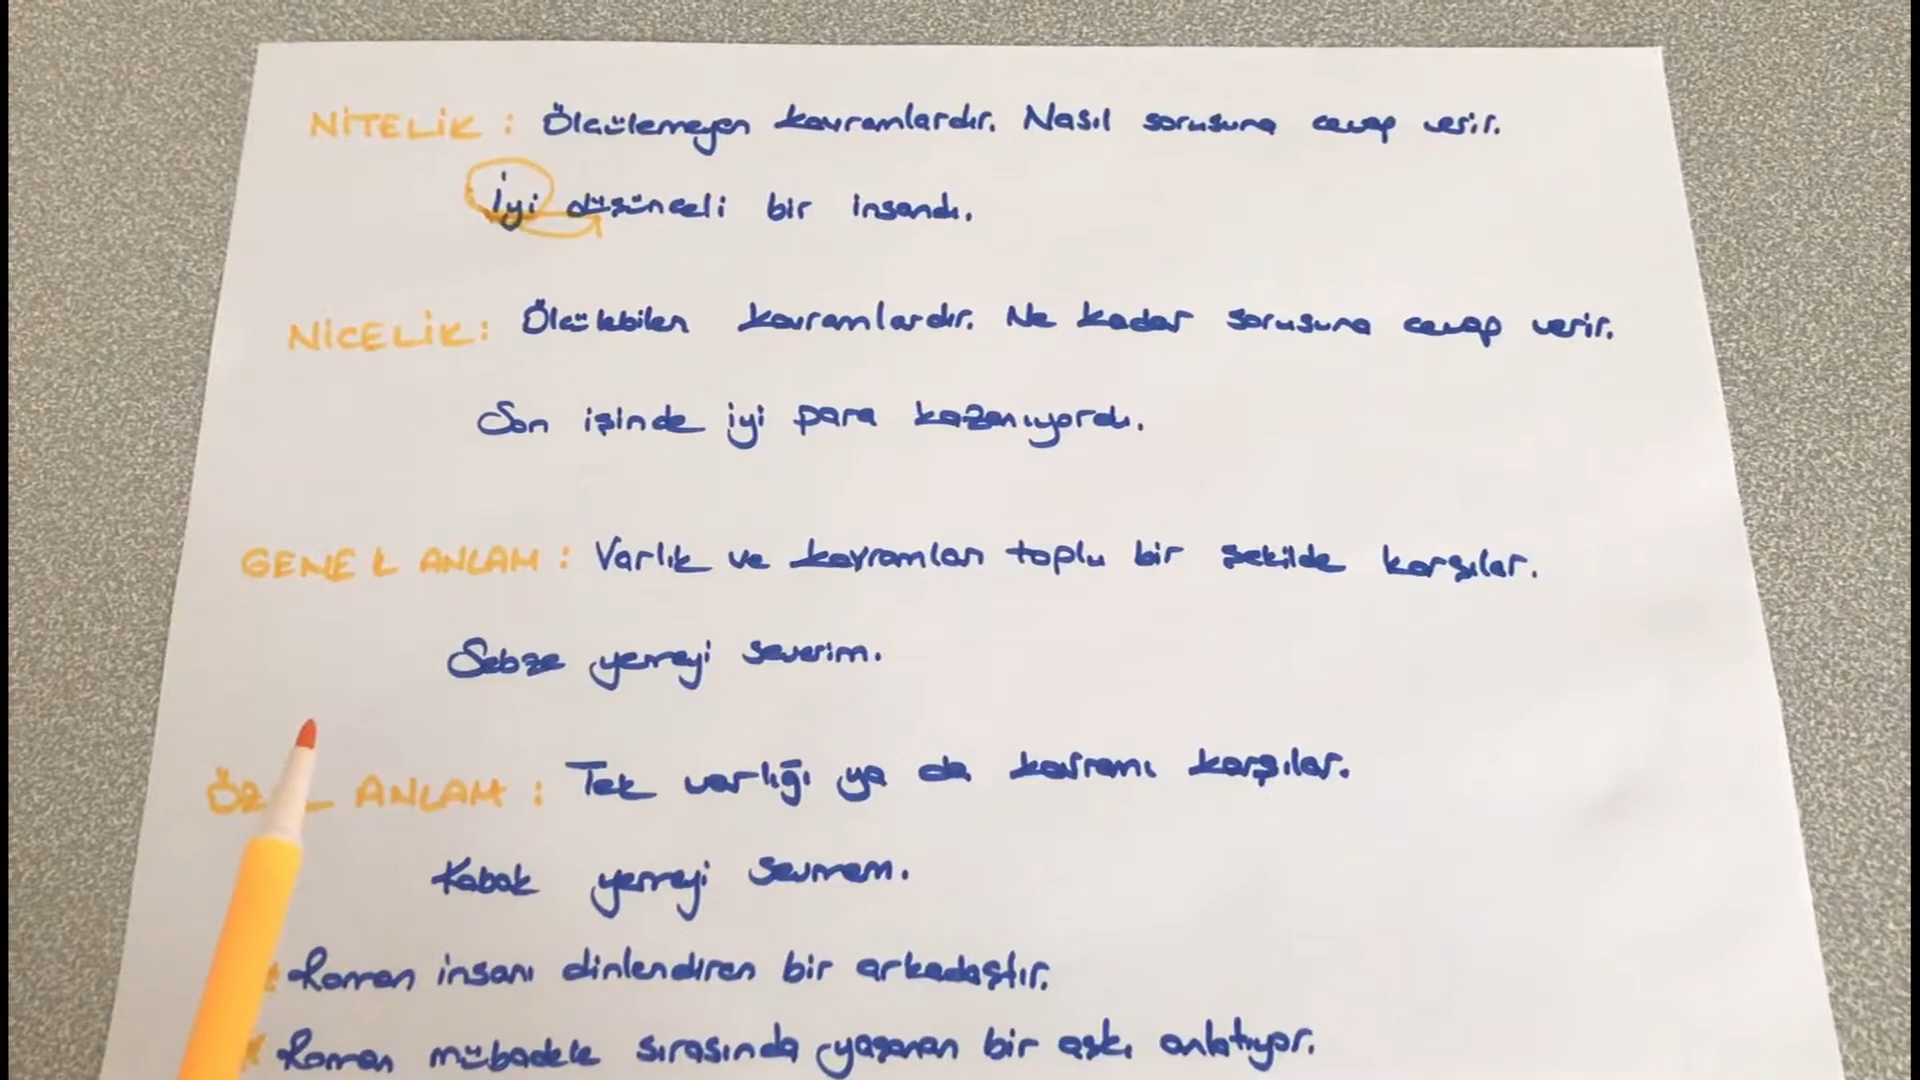 NİTELİK : Ölçülemeyen kavramlardır. Nasıl sorusuna cevap verir.
İyi düşünceli bir insandı.
NİCELİK : Ölçülebilen kavramlardır. Ne kadar sorusuna cevap verir.
Son işinde iyi para kazanıyordu.
GENEL ANLAM : Varlık ve kavramları toplu bir şekilde karşılar.
Sebze yemeyi severim.
ÖZEL ANLAM : Tek varlığı ya da kavramı karşılar.
Kabak yemeyi sevmem.
* Roman insanı dinlendiren bir arkadaştır.
* Roman mübadele sırasında yaşanan bir aşkı anlatıyor.